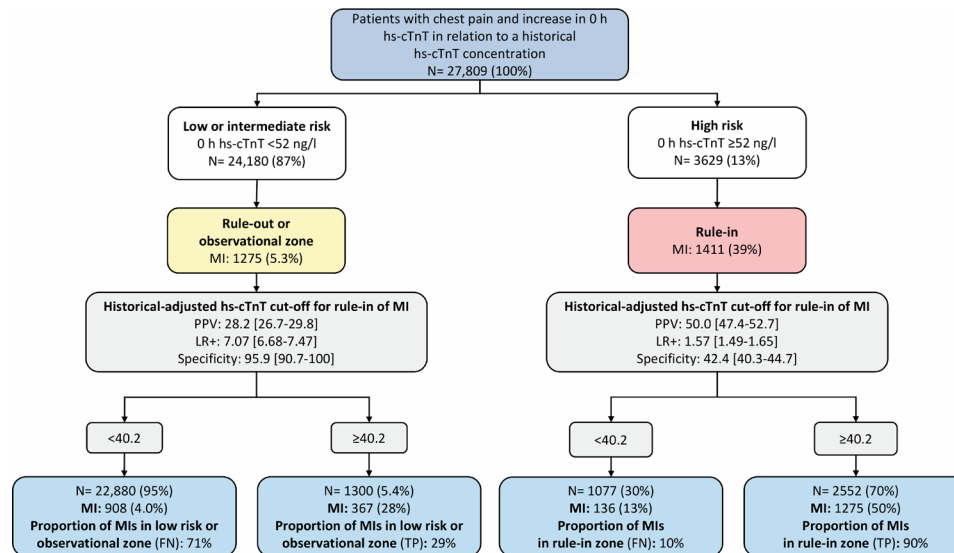 Patients with chest pain and increase in 0 h
hs-cTnT in relation to a historical
hs-cTnT concentration
N= 27,809 (100%)
Low or intermediate risk
0 h hs-cTnT <52 ng/l
N= 24,180 (87%)
High risk
0 h hs-cTnT ≥52 ng/l
N= 3629 (13%)
Rule-out or
observational zone
MI: 1275 (5.3%)
Rule-in
MI: 1411 (39%)
Historical-adjusted hs-cTnT cut-off for rule-in of MI
PPV: 28.2 [26.7-29.8]
LR+: 7.07 [6.68-7.47]
Specificity: 95.9 [90.7-100]
Historical-adjusted hs-cTnT cut-off for rule-in of MI
PPV: 50.0 [47.4-52.7]
LR+: 1.57 [1.49-1.65]
Specificity: 42.4 [40.3-44.7]
<40.2
≥40.2
<40.2
≥40.2
N= 22,880 (95%)
MI: 908 (4.0%)
Proportion of MIs in low risk or
observational zone (FN): 71%
N= 1300 (5.4%)
MI: 367 (28%)
Proportion of MIs in low risk or
observational zone (TP): 29%
N= 1077 (30%)
MI: 136 (13%)
Proportion of MIs
in rule-in zone (FN): 10%
N= 2552 (70%)
MI: 1275 (50%)
Proportion of MIs
in rule-in zone (TP): 90%